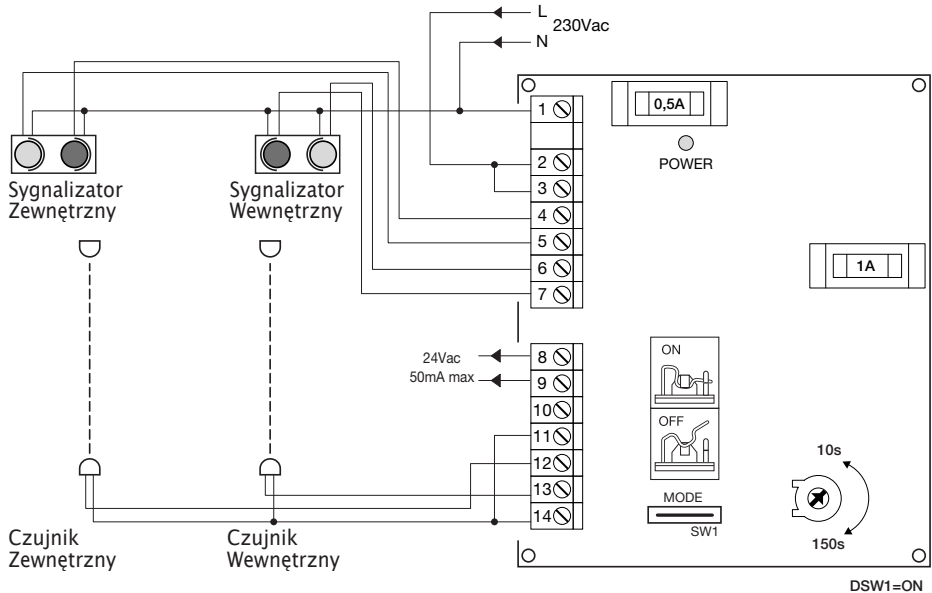 L
230Vac
N
1
2
3
4
5
6
7
0,5A
POWER
1A
Sygnalizator
Zewnętrzny
Sygnalizator
Wewnętrzny
24Vac
50mA max
8
9
10
11
12
13
14
ON
OFF
MODE
SW1
10s
150s
Czujnik
Zewnętrzny
Czujnik
Wewnętrzny
DSW1=ON